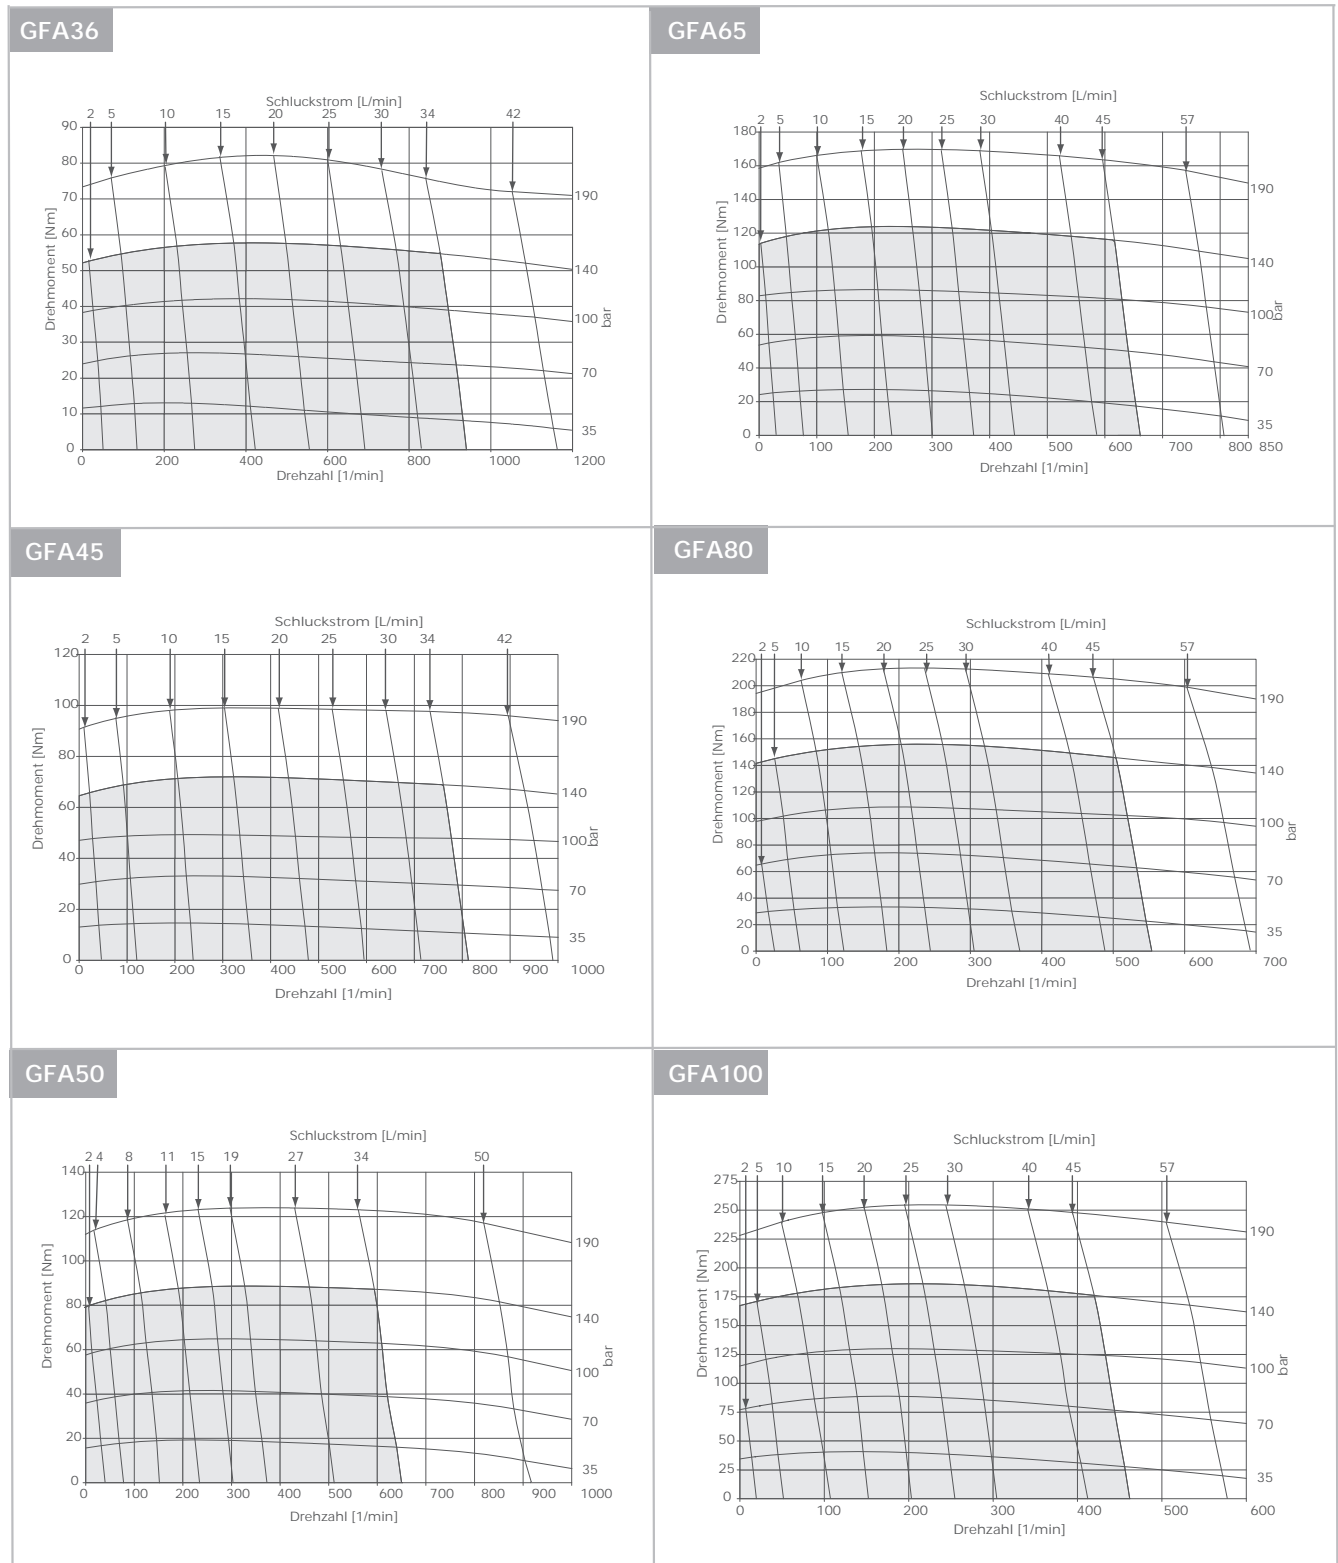 GFA36
Schluckstrom [L/min]
2 5 10 15 20 25 30 34 42
90
80
70
60
50
40
30
20
10
0
Drehmoment [Nm]
190
140
100
70
35
bar
0 200 400 600 800 1000 1200
Drehzahl [1/min]
GFA65
Schluckstrom [L/min]
2 5 10 15 20 25 30 40 45 57
180
160
140
120
100
80
60
40
20
0
Drehmoment [Nm]
190
140
100
70
35
bar
0 100 200 300 400 500 600 700 800 850
Drehzahl [1/min]
GFA45
Schluckstrom [L/min]
2 5 10 15 20 25 30 34 42
120
100
80
60
40
20
0
Drehmoment [Nm]
190
140
100
70
35
bar
0 100 200 300 400 500 600 700 800 900 1000
Drehzahl [1/min]
GFA80
Schluckstrom [L/min]
2 5 10 15 20 25 30 40 45 57
220
200
180
160
140
120
100
80
60
40
20
0
Drehmoment [Nm]
190
140
100
70
35
bar
0 100 200 300 400 500 600 700
Drehzahl [1/min]
GFA50
Schluckstrom [L/min]
2 4 8 11 15 19 27 34 50
140
120
100
80
60
40
20
0
Drehmoment [Nm]
190
140
100
70
35
bar
0 100 200 300 400 500 600 700 800 900 1000
Drehzahl [1/min]
GFA100
Schluckstrom [L/min]
2 5 10 15 20 25 30 40 45 57
275
250
225
200
175
150
125
100
75
50
25
0
Drehmoment [Nm]
190
140
100
70
35
bar
0 100 200 300 400 500 600
Drehzahl [1/min]